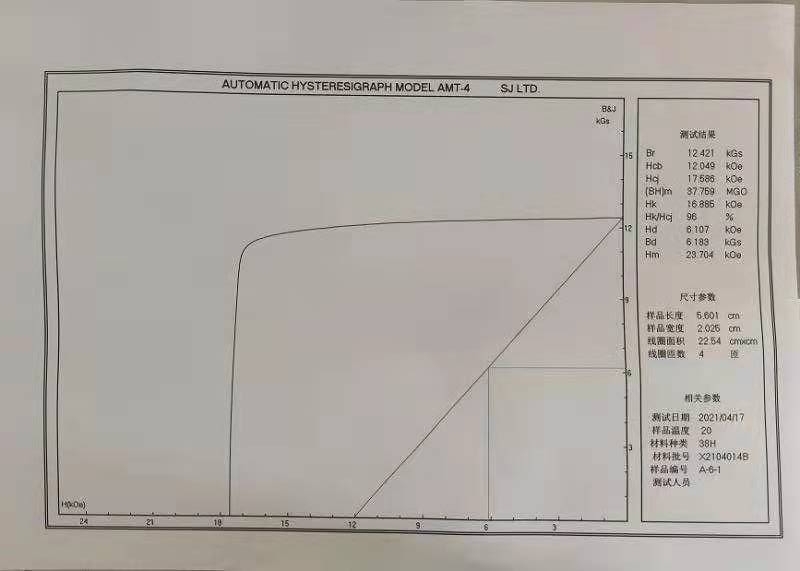 AUTOMATIC HYSTERESIGRAPH MODEL AMT-4 SJ LTD.
B&J
kGs
15
12
9
6
3
H(kOe)
24 21 18 15 12 9 6 3
测试结果
Br 12.421 kGs
Hcb 12.049 kOe
Hcj 17.586 kOe
(BH)m 37.759 MGO
Hk 16.885 kOe
Hk/Hcj 96 %
Hd 6.107 kOe
Bd 6.183 kGs
Hm 23.704 kOe
尺寸参数
样品长度 5.601 cm
样品宽度 2.025 cm
线圈面积 22.54 cmxcm
线圈匝数 4 匝
相关参数
测试日期 2021/04/17
样品温度 20
材料种类 38H
材料批号 X2104014B
样品编号 A-6-1
测试人员